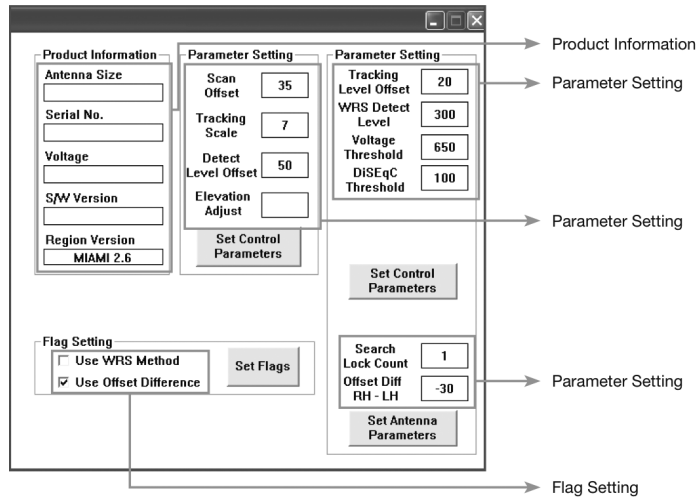 Product Information
Antenna Size
Serial No.
Voltage
S/W Version
Region Version
MIAMI 2.6
Parameter Setting
Scan
Offset
35
Tracking
Scale
7
Detect
Level Offset
50
Elevation
Adjust
Set Control
Parameters
Parameter Setting
Tracking
Level Offset
20
WRS Detect
Level
300
Voltage
Threshold
650
DiSEqC
Threshold
100
Set Control
Parameters
Search
Lock Count
1
Offset Diff
RH - LH
-30
Set Antenna
Parameters
Flag Setting
Use WRS Method
Use Offset Difference
Set Flags
Product Information
Parameter Setting
Parameter Setting
Parameter Setting
Flag Setting